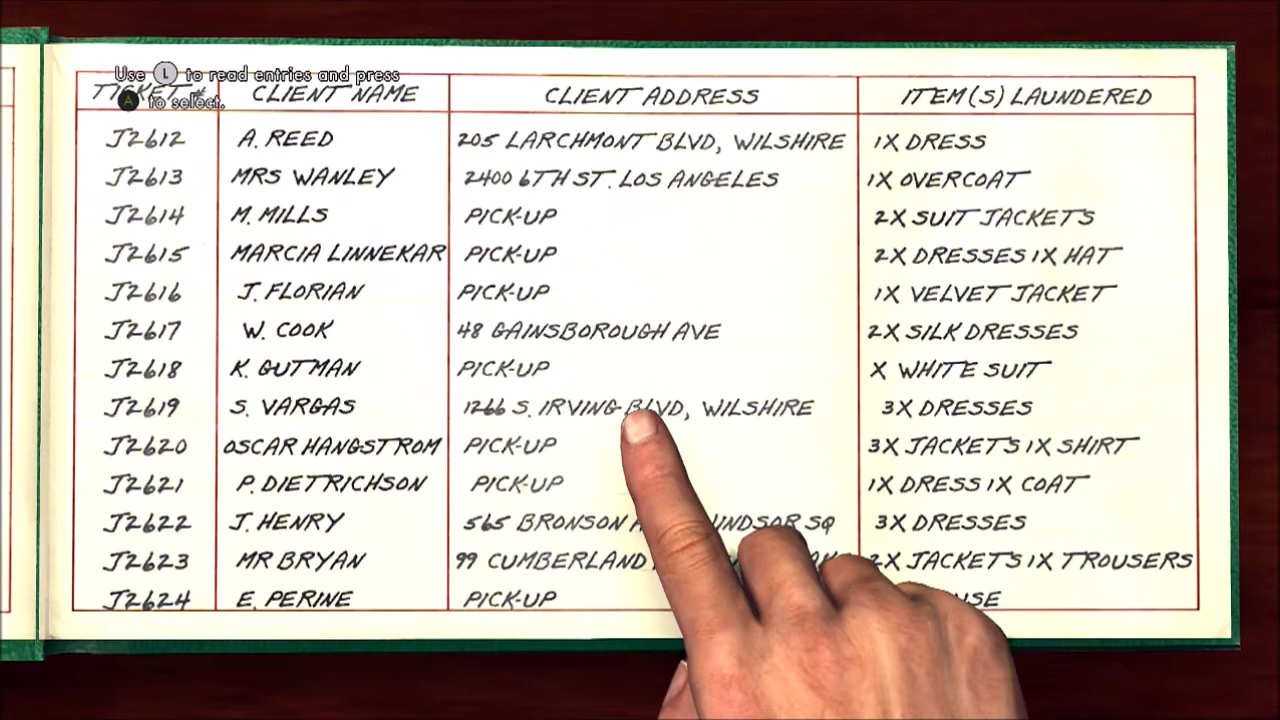 Use L to read entries and press
A to select.
TICKET # CLIENT NAME CLIENT ADDRESS ITEM(S) LAUNDERED
J2612 A. REED 205 LARCHMONT BLVD, WILSHIRE 1X DRESS
J2613 MRS WANLEY 2400 6TH ST. LOS ANGELES 1X OVERCOAT
J2614 M. MILLS PICK-UP 2X SUIT JACKETS
J2615 MARCIA LINNEKAR PICK-UP 2X DRESSES 1X HAT
J2616 J. FLORIAN PICK-UP 1X VELVET JACKET
J2617 W. COOK 48 GAINSBOROUGH AVE 2X SILK DRESSES
J2618 K. GUTMAN PICK-UP X WHITE SUIT
J2619 S. VARGAS 1266 S. IRVING BLVD, WILSHIRE 3X DRESSES
J2620 OSCAR HANGSTROM PICK-UP 3X JACKETS 1X SHIRT
J2621 P. DIETRICHSON PICK-UP 1X DRESS 1X COAT
J2622 J. HENRY 565 BRONSON SQ 3X DRESSES
J2623 MR BRYAN 99 CUMBERLAND 2X JACKETS 1X TROUSERS
J2624 E. PERINE PICK-UP